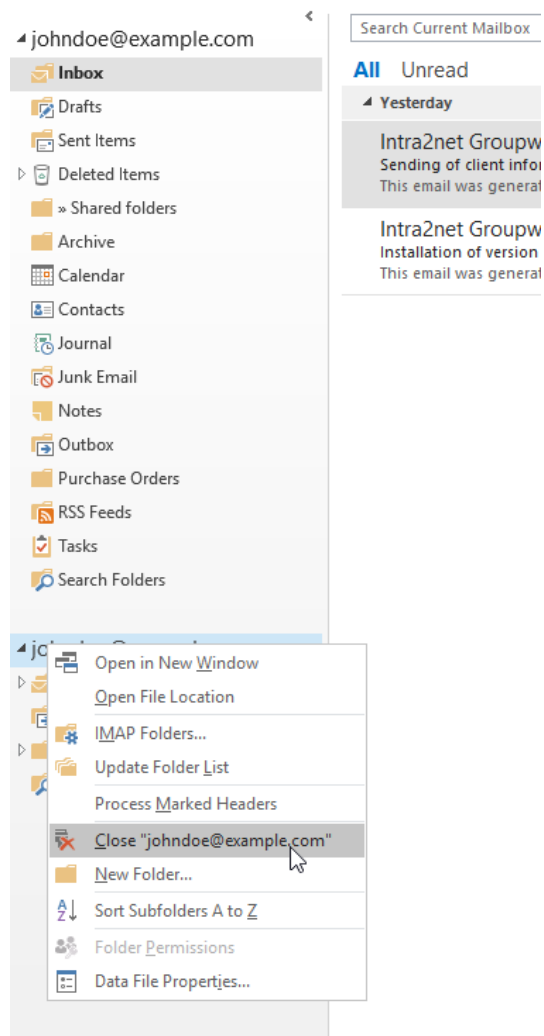 johndoe@example.com
Inbox
Drafts
Sent Items
Deleted Items
» Shared folders
Archive
Calendar
Contacts
Journal
Junk Email
Notes
Outbox
Purchase Orders
RSS Feeds
Tasks
Search Folders
Search Current Mailbox
All Unread
Yesterday
Intra2net Groupw
Sending of client infor
This email was generat
Intra2net Groupw
Installation of version
This email was generat
Open in New Window
Open File Location
IMAP Folders...
Update Folder List
Process Marked Headers
Close "johndoe@example.com"
New Folder...
Sort Subfolders A to Z
Folder Permissions
Data File Properties...